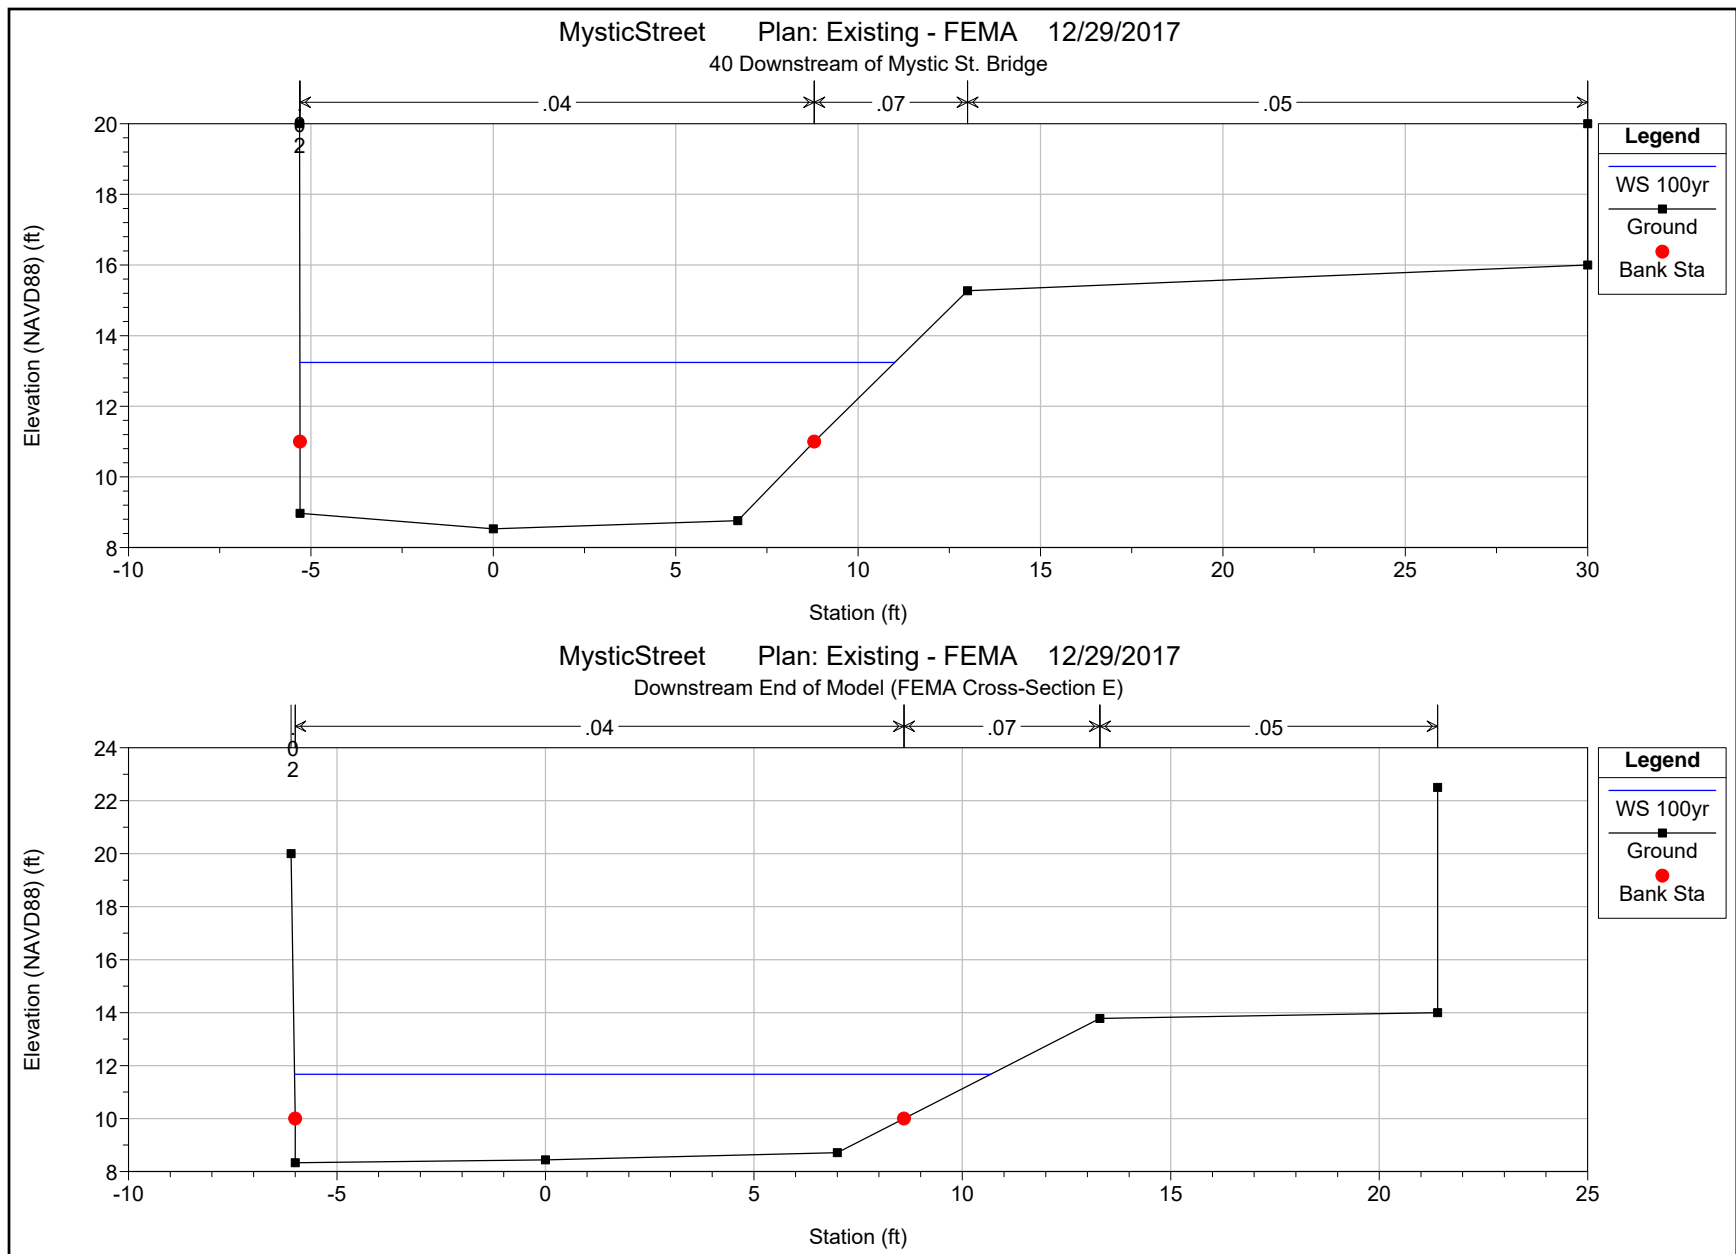 MysticStreet Plan: Existing - FEMA 12/29/2017
40 Downstream of Mystic St. Bridge
.04 .07 .05
.02
20
18
16
14
12
10
8
Elevation (NAVD88) (ft)
-10 -5 0 5 10 15 20 25 30
Station (ft)
Legend
WS 100yr
Ground
Bank Sta
MysticStreet Plan: Existing - FEMA 12/29/2017
Downstream End of Model (FEMA Cross-Section E)
.04 .07 .05
.02
24
22
20
18
16
14
12
10
8
Elevation (NAVD88) (ft)
-10 -5 0 5 10 15 20 25
Station (ft)
Legend
WS 100yr
Ground
Bank Sta